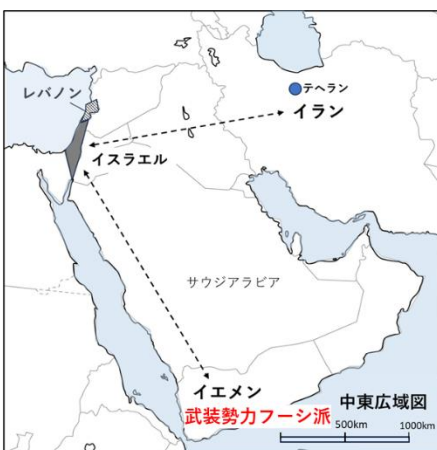 レバノン
テヘラン
イラン
イスラエル
サウジアラビア
イエメン
武装勢力フーシ派
中東広域図
500km
1000km